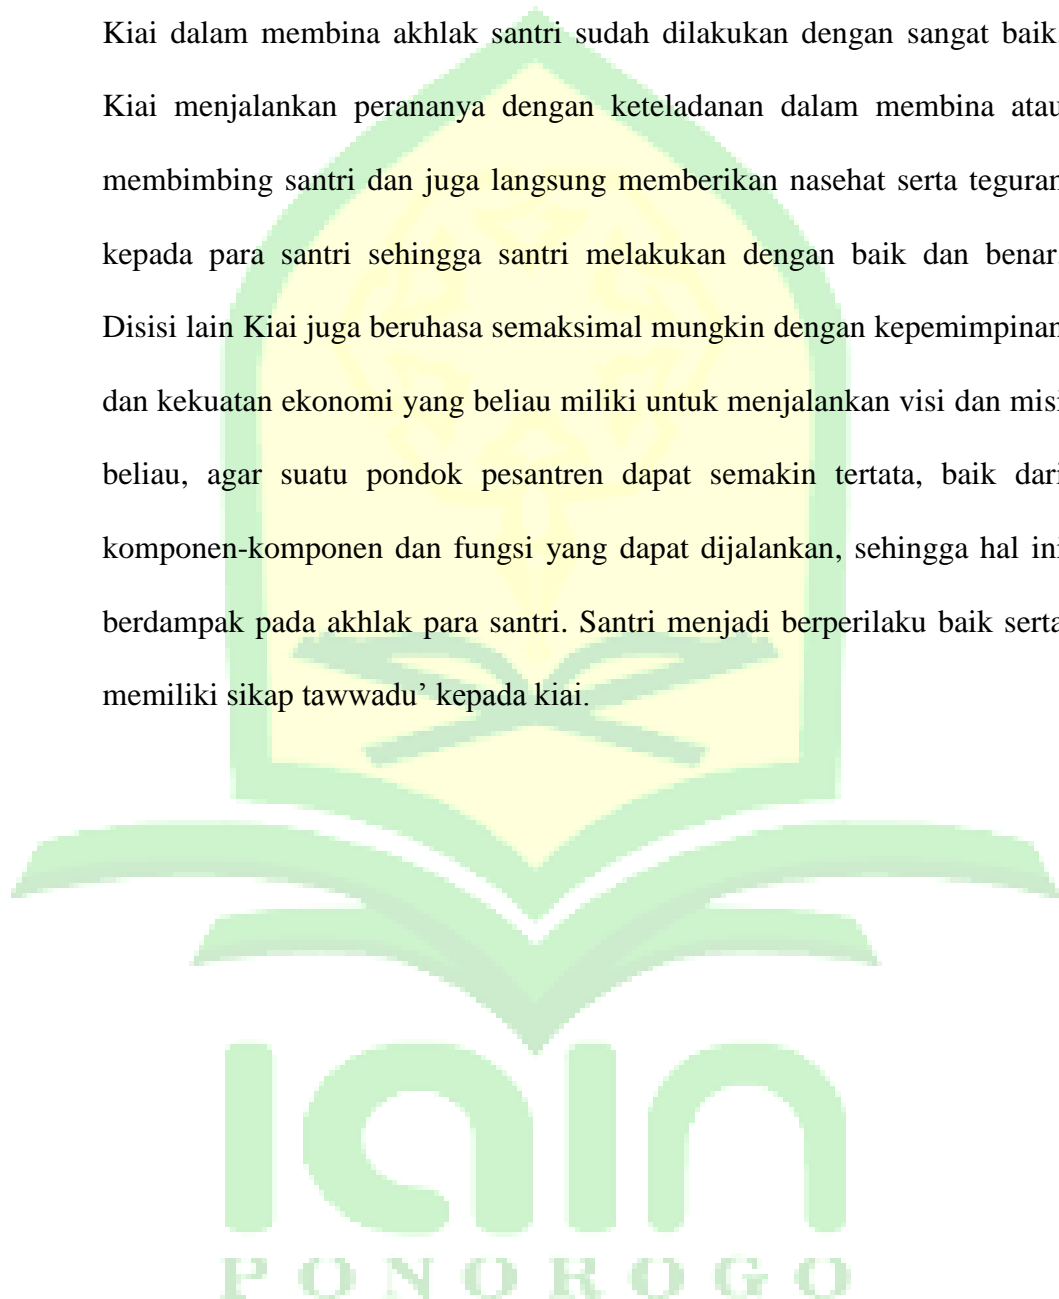 Kiai dalam membina akhlak santri sudah dilakukan dengan sangat baik.
Kiai menjalankan perananya dengan keteladanan dalam membina atau
membimbing santri dan juga langsung memberikan nasehat serta teguran
kepada para santri sehingga santri melakukan dengan baik dan benar.
Disisi lain Kiai juga beruhasa semaksimal mungkin dengan kepemimpinan
dan kekuatan ekonomi yang beliau miliki untuk menjalankan visi dan misi
beliau, agar suatu pondok pesantren dapat semakin tertata, baik dari
komponen-komponen dan fungsi yang dapat dijalankan, sehingga hal ini
berdampak pada akhlak para santri. Santri menjadi berperilaku baik serta
memiliki sikap tawwadu’ kepada kiai.
iain
PONOROGO